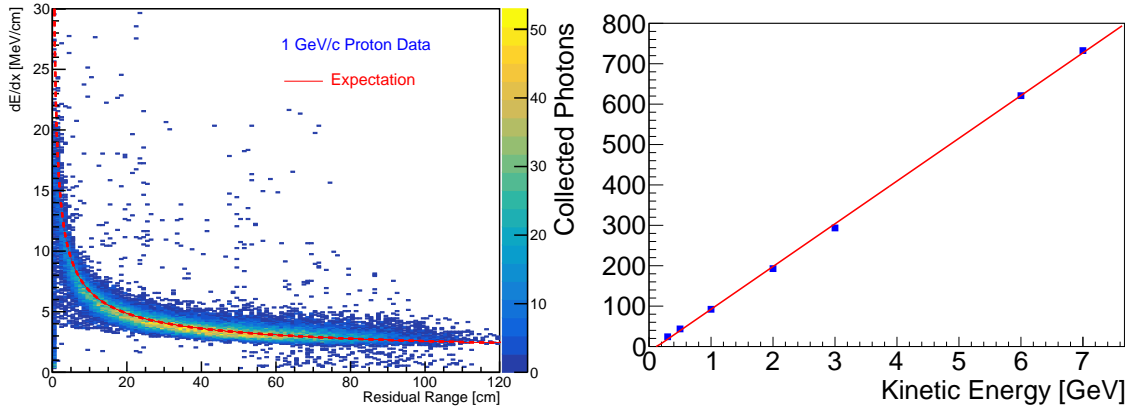 dE/dx [MeV/cm]
30
25
20
15
10
5
0
1 GeV/c Proton Data
Expectation
0 20 40 60 80 100 120
Residual Range [cm]
50
40
30
20
10
0
Collected Photons
800
700
600
500
400
300
200
100
0
1 2 3 4 5 6 7
Kinetic Energy [GeV]